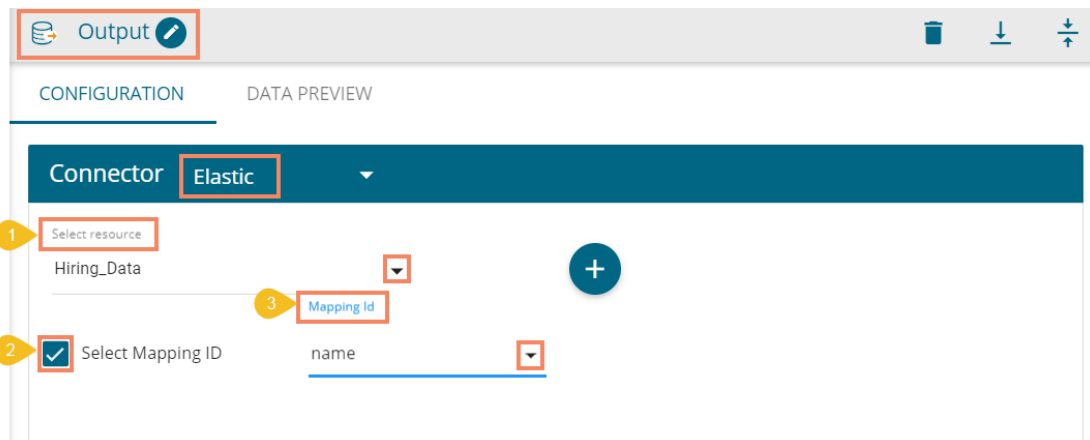 Output
CONFIGURATION DATA PREVIEW
Connector Elastic
1 Select resource
Hiring_Data
3 Mapping Id
2 Select Mapping ID name